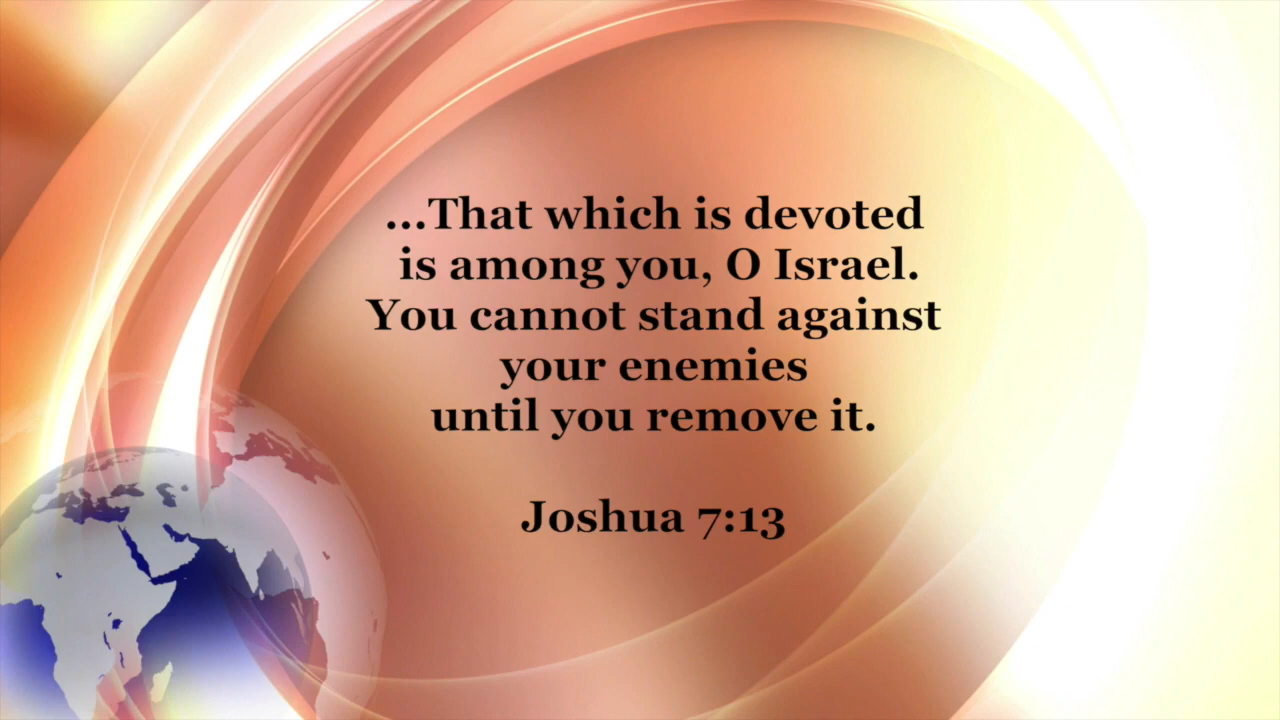 ...That which is devoted
is among you, O Israel.
You cannot stand against
your enemies
until you remove it.
Joshua 7:13